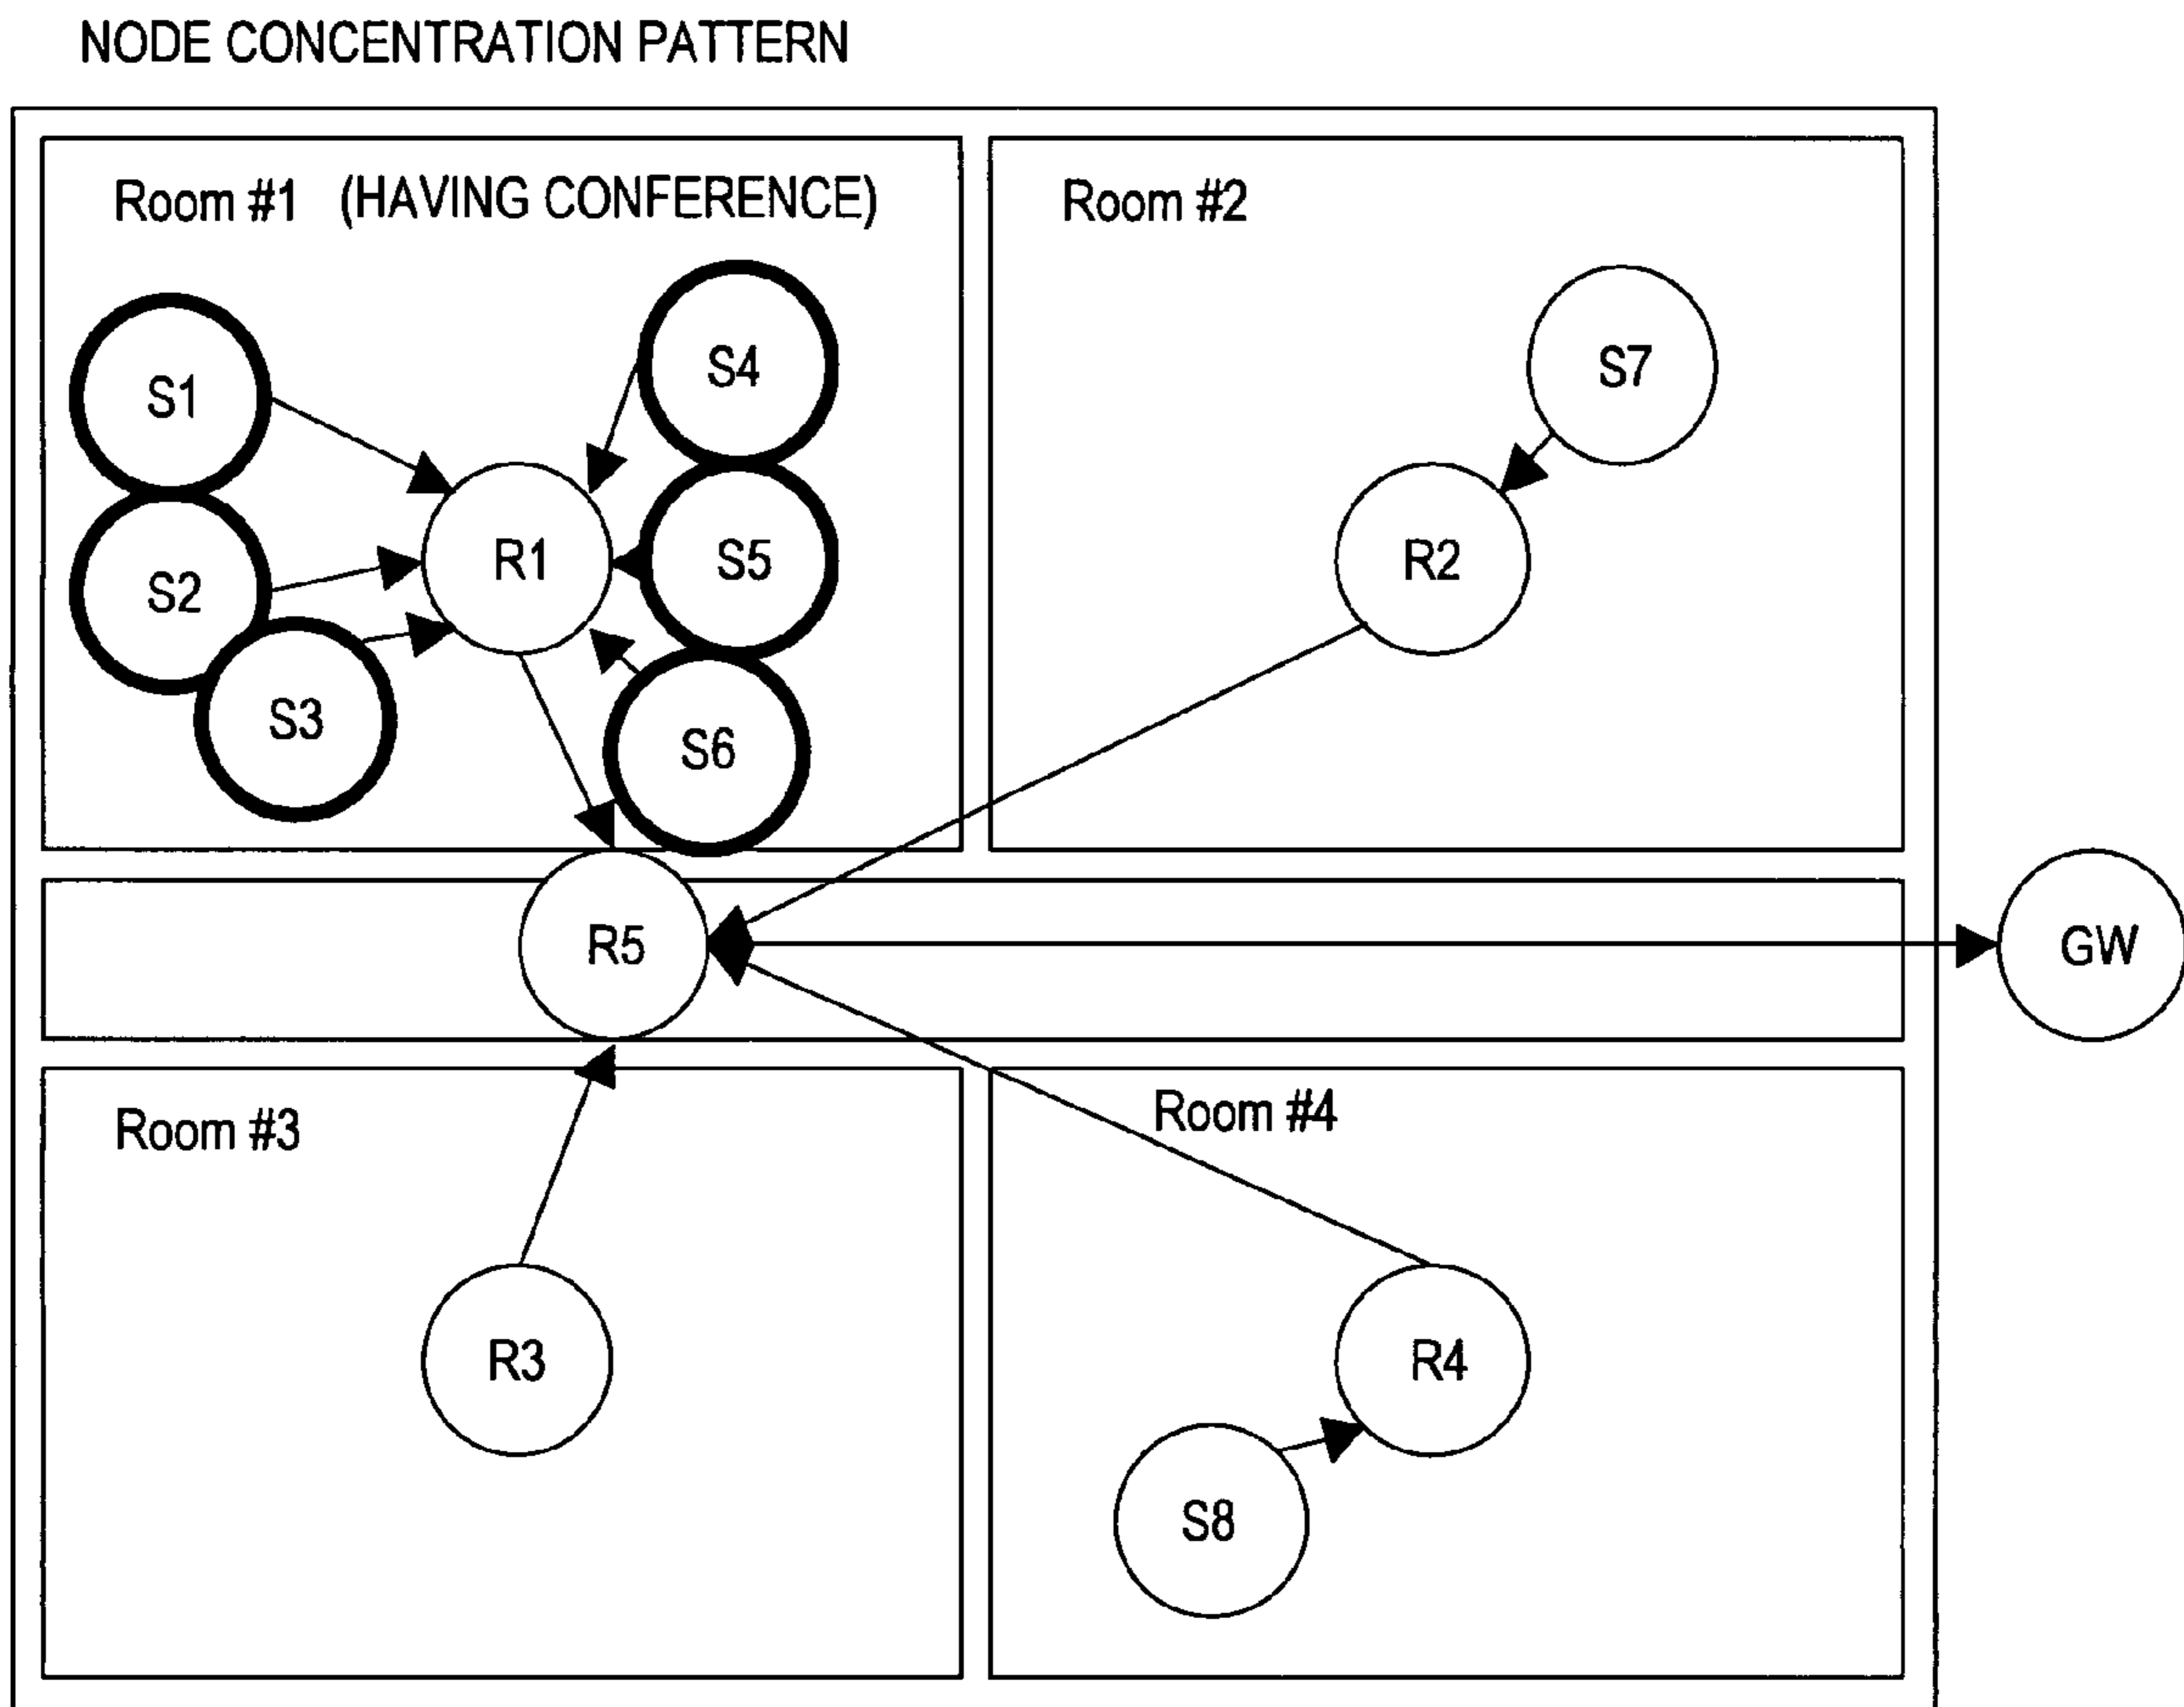 NODE CONCENTRATION PATTERN
Room #1 (HAVING CONFERENCE)
Room #2
S1
S4
S7
S2
R1
S5
R2
S3
S6
R5
GW
Room #3
Room #4
R3
R4
S8